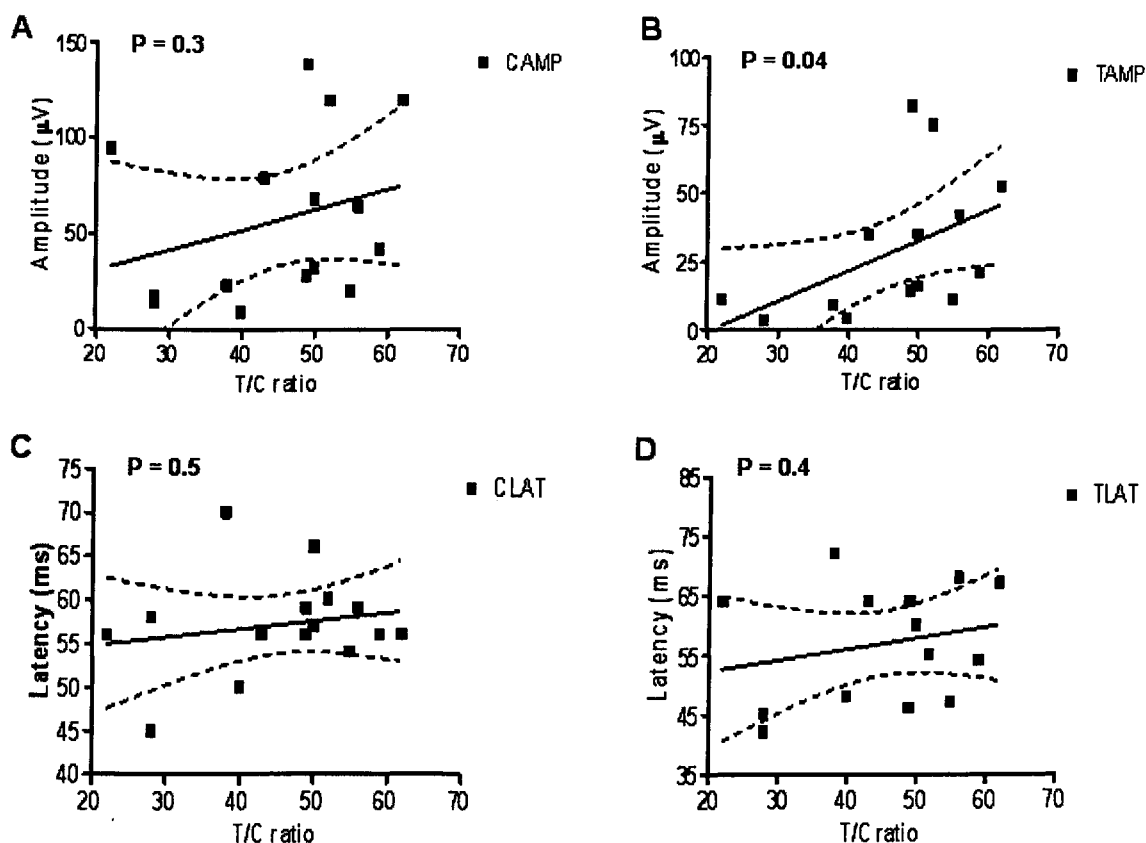 A
P = 0.3
CAMP
150
100
50
0
Amplitude (μV)
20 30 40 50 60 70
T/C ratio
B
P = 0.04
TAMP
100
75
50
25
0
Amplitude (μV)
20 30 40 50 60 70
T/C ratio
C
P = 0.5
CLAT
75
70
65
60
55
50
45
40
Latency (ms)
20 30 40 50 60 70
T/C ratio
D
P = 0.4
TLAT
85
75
65
55
45
35
Latency (ms)
20 30 40 50 60 70
T/C ratio